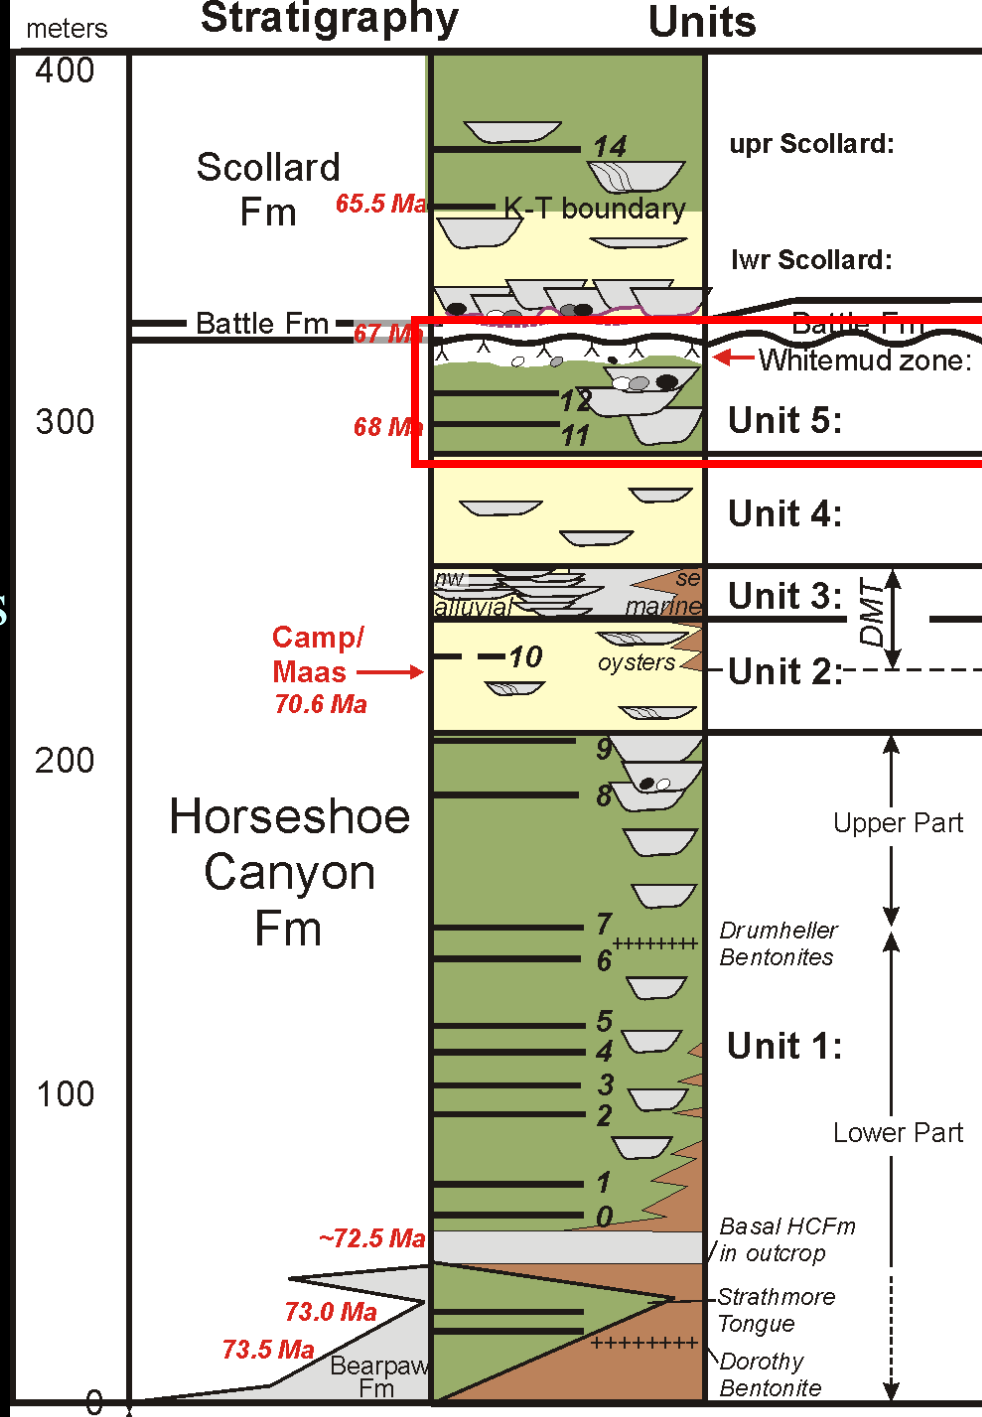 meters
Stratigraphy
Units
400
Scollard
Fm
14
upr Scollard:
65.5 Ma
K-T boundary
lwr Scollard:
Battle Fm
67 Ma
Battle Fm
Whitemud zone:
300
12
68 Ma
11
Unit 5:
Unit 4:
nw
alluvial
se
marine
Unit 3:
DMT
s
Camp/
Maas
70.6 Ma
10
oysters
Unit 2:
200
9
8
Horseshoe
Canyon
Fm
Upper Part
7
6
Drumheller
Bentonites
5
4
3
2
Unit 1:
100
Lower Part
1
0
~72.5 Ma
Basal HCFm
in outcrop
73.0 Ma
Strathmore
Tongue
73.5 Ma
Bearpaw
Fm
Dorothy
Bentonite
0